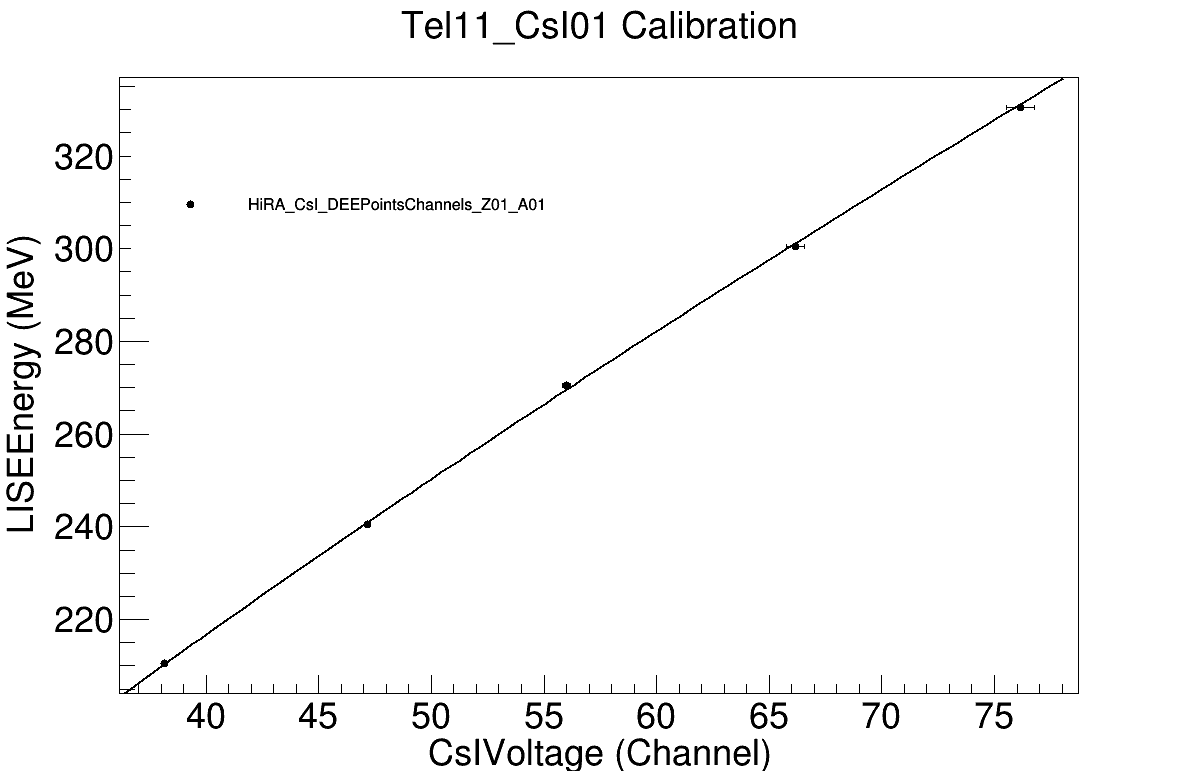 Tel11_CsI01 Calibration
LISEEnergy (MeV)
320
300
280
260
240
220
HiRA_CsI_DEEPointsChannels_Z01_A01
40 45 50 55 60 65 70 75
CsIVoltage (Channel)